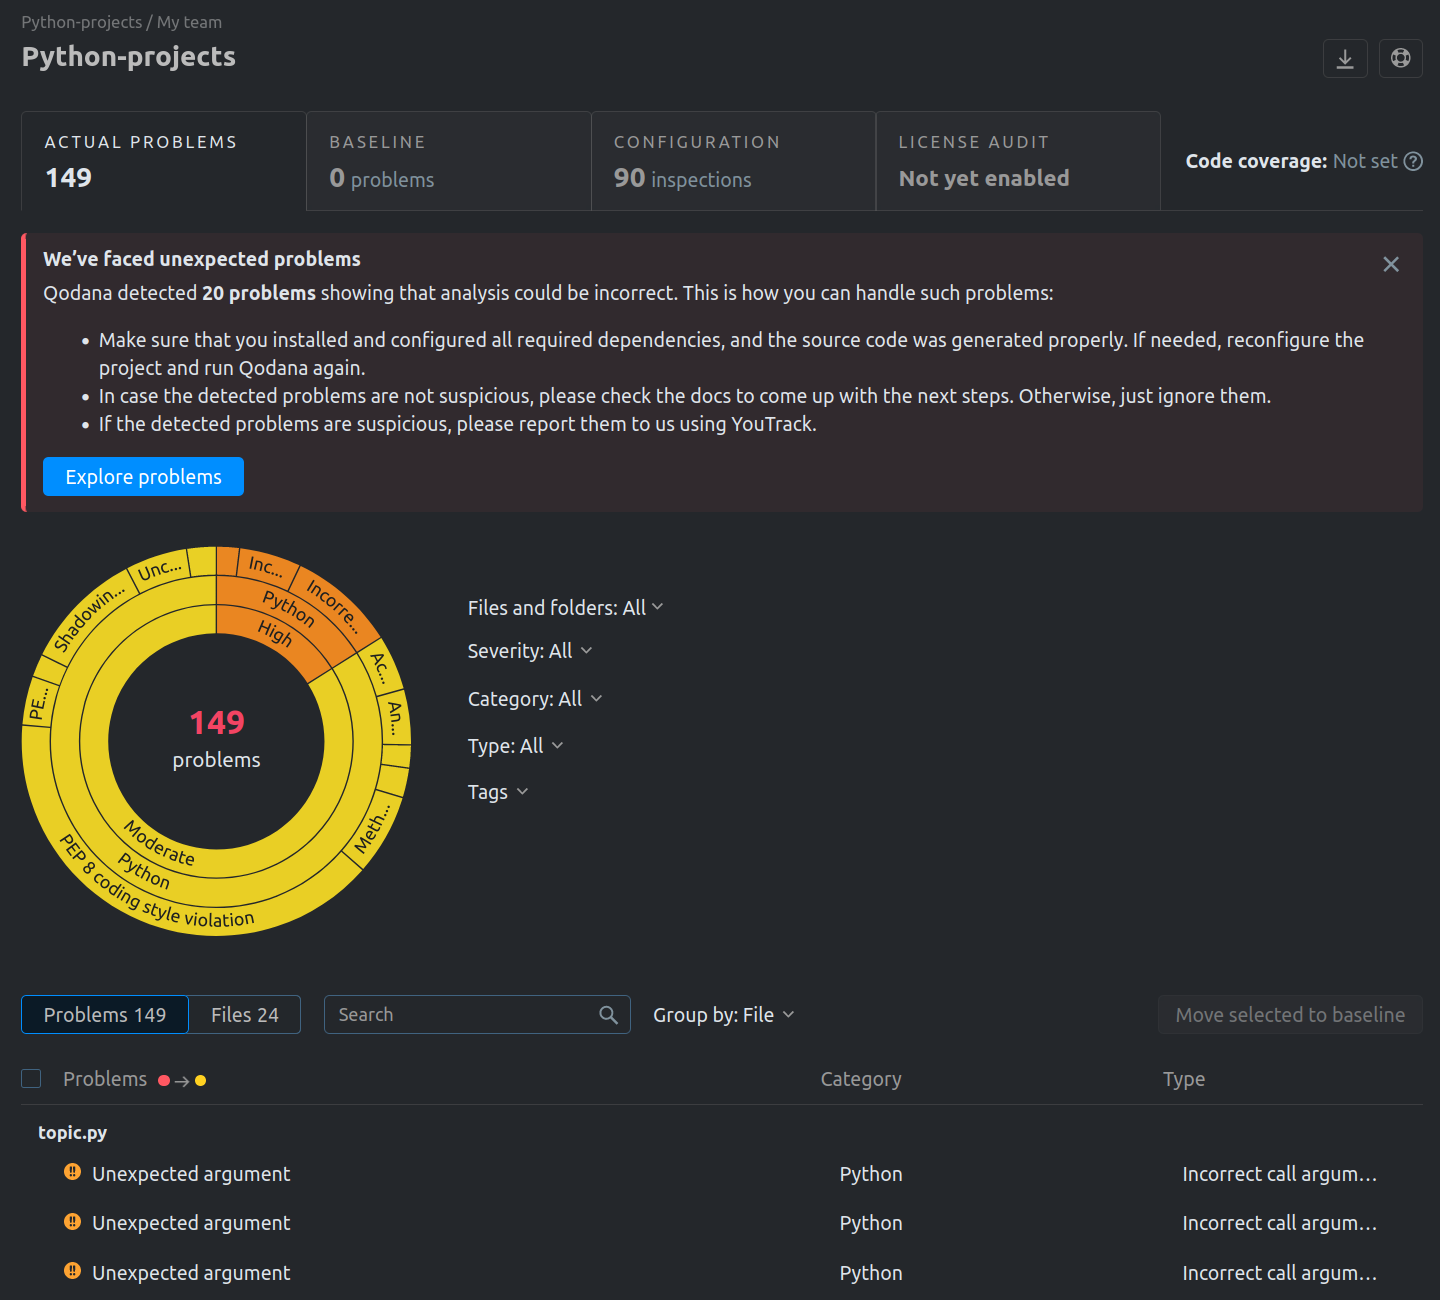 Python-projects / My team
Python-projects
ACTUAL PROBLEMS
149
BASELINE
0 problems
CONFIGURATION
90 inspections
LICENSE AUDIT
Not yet enabled
Code coverage: Not set
We’ve faced unexpected problems
Qodana detected 20 problems showing that analysis could be incorrect. This is how you can handle such problems:
• Make sure that you installed and configured all required dependencies, and the source code was generated properly. If needed, reconfigure the
project and run Qodana again.
• In case the detected problems are not suspicious, please check the docs to come up with the next steps. Otherwise, just ignore them.
• If the detected problems are suspicious, please report them to us using YouTrack.
Explore problems
Inc...
Incorre...
Python
High
Ac...
An...
Meth...
Moderate
Python
PEP 8 coding style violation
PE...
Shadowin...
Unc...
149
problems
Files and folders: All
Severity: All
Category: All
Type: All
Tags
Problems 149
Files 24
Search
Group by: File
Move selected to baseline
Problems
Category
Type
topic.py
Unexpected argument
Python
Incorrect call argum...
Unexpected argument
Python
Incorrect call argum...
Unexpected argument
Python
Incorrect call argum...